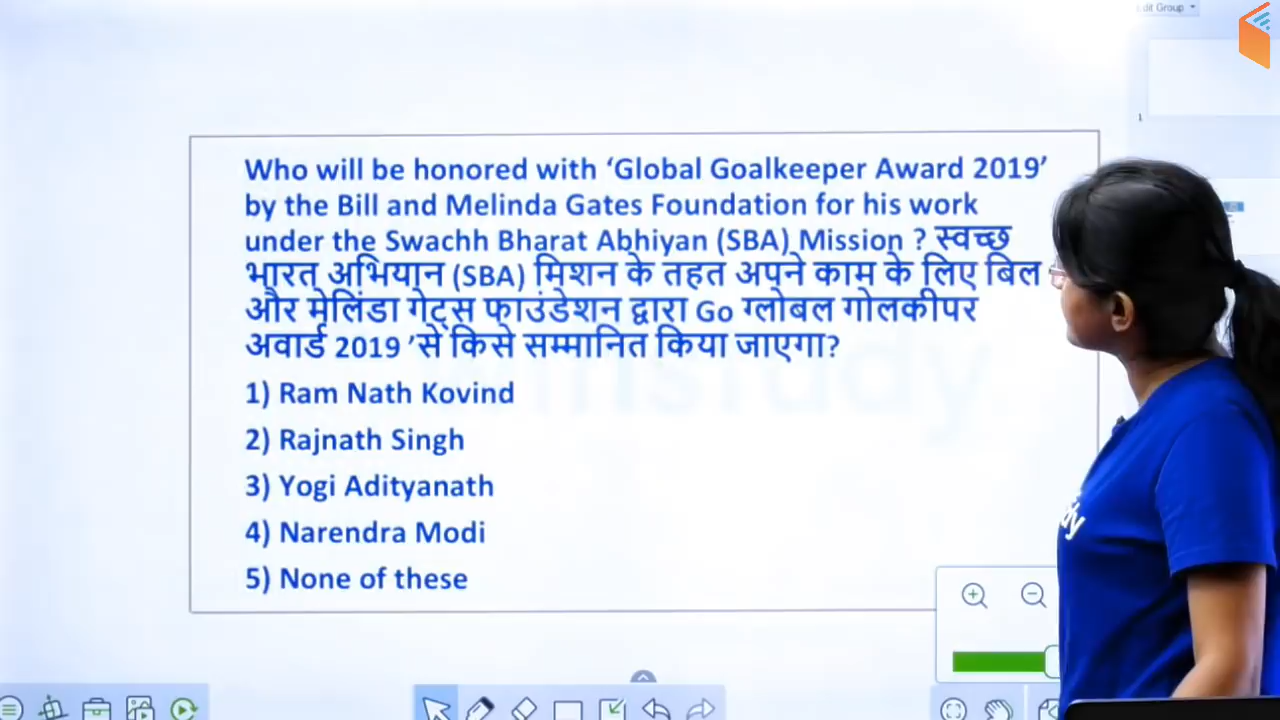 Edit Group
1
Who will be honored with ‘Global Goalkeeper Award 2019’
by the Bill and Melinda Gates Foundation for his work
under the Swachh Bharat Abhiyan (SBA) Mission ? स्वच्छ
भारत अभियान (SBA) मिशन के तहत अपने काम के लिए बिल
और मेलिंडा गेट्स फाउंडेशन द्वारा Go ग्लोबल गोलकीपर
अवार्ड 2019 ’से किसे सम्मानित किया जाएगा?
1) Ram Nath Kovind
2) Rajnath Singh
3) Yogi Adityanath
4) Narendra Modi
5) None of these